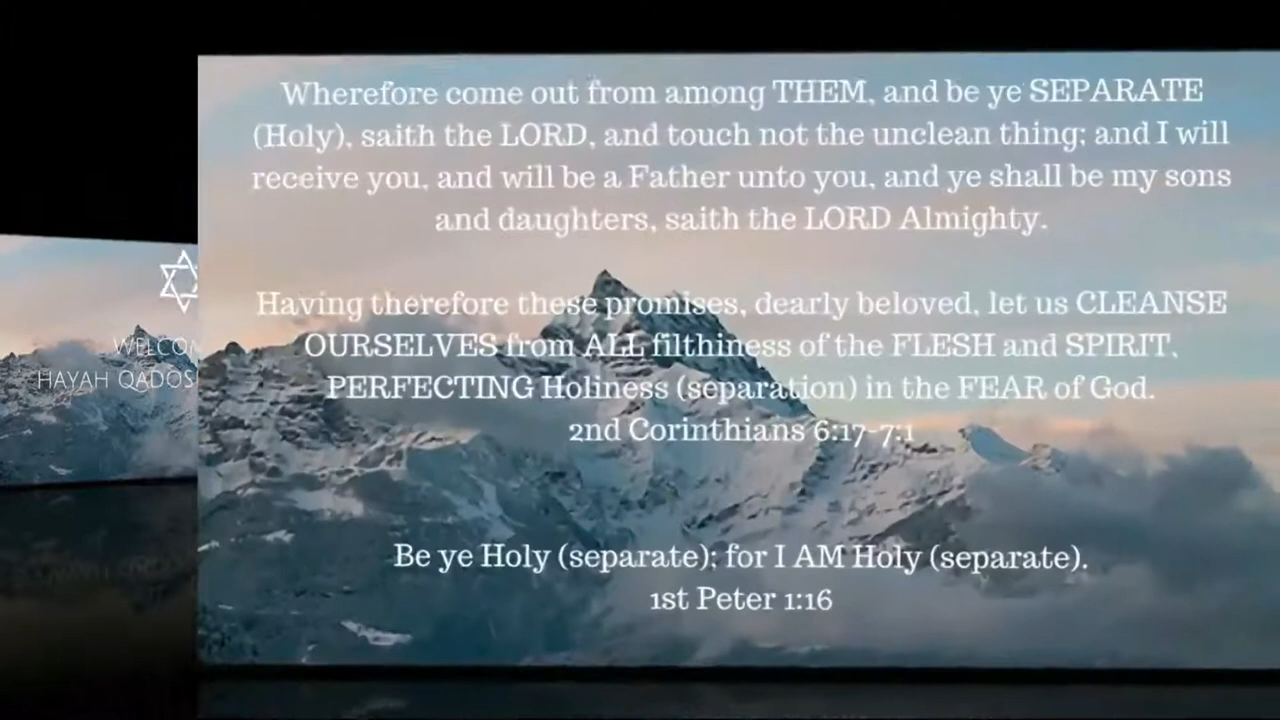 Wherefore come out from among THEM, and be ye SEPARATE
(Holy), saith the LORD, and touch not the unclean thing; and I will
receive you, and will be a Father unto you, and ye shall be my sons
and daughters, saith the LORD Almighty.
Having therefore these promises, dearly beloved, let us CLEANSE
OURSELVES from ALL filthiness of the FLESH and SPIRIT,
PERFECTING Holiness (separation) in the FEAR of God.
2nd Corinthians 6:17-7:1
Be ye Holy (separate); for I AM Holy (separate).
1st Peter 1:16
HAYAH